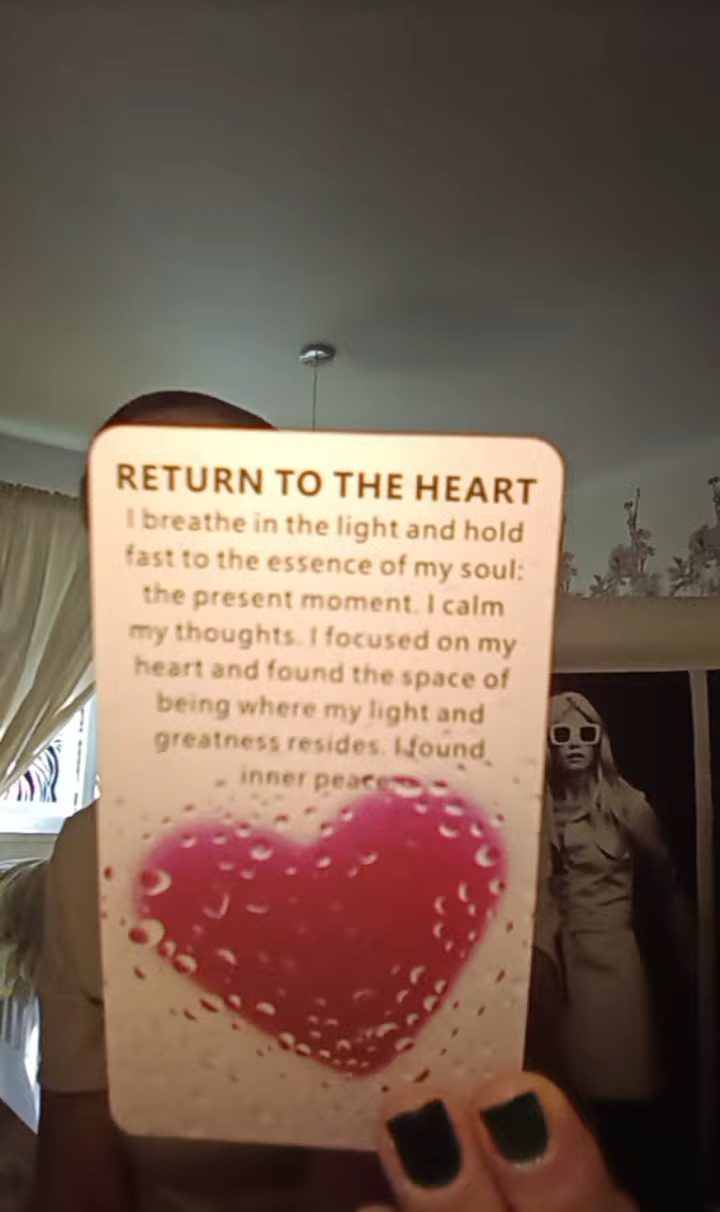 RETURN TO THE HEART
I breathe in the light and hold
fast to the essence of my soul:
the present moment. I calm
my thoughts. I focused on my
heart and found the space of
being where my light and
greatness resides. I found
inner peace